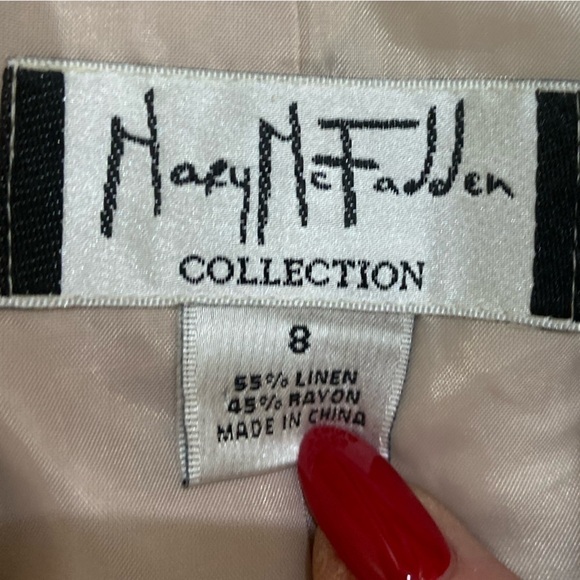 Mary McFadden
COLLECTION
8
55% LINEN
45% RAYON
MADE IN CHINA